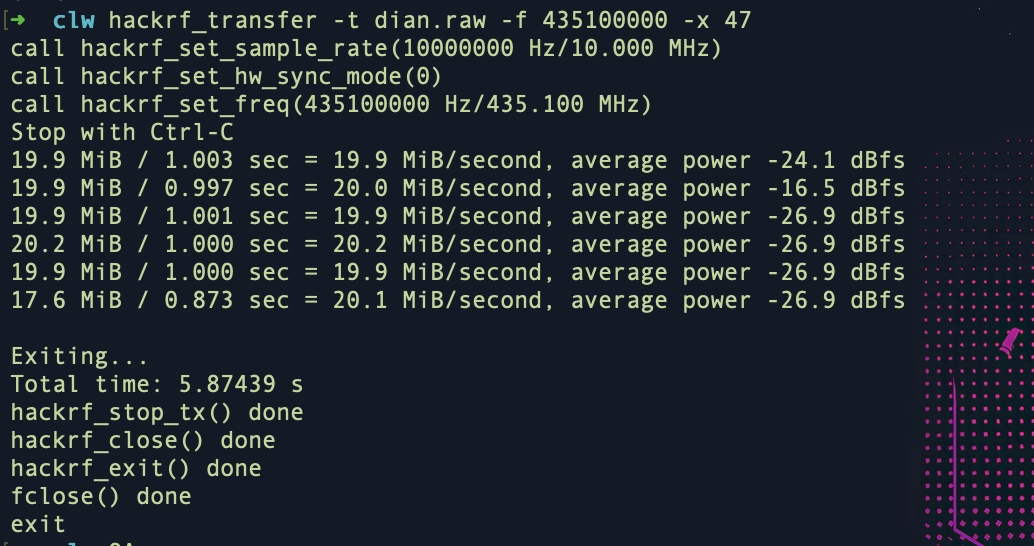 [➜ clw hackrf_transfer -t dian.raw -f 435100000 -x 47
call hackrf_set_sample_rate(10000000 Hz/10.000 MHz)
call hackrf_set_hw_sync_mode(0)
call hackrf_set_freq(435100000 Hz/435.100 MHz)
Stop with Ctrl-C
19.9 MiB / 1.003 sec = 19.9 MiB/second, average power -24.1 dBfs
19.9 MiB / 0.997 sec = 20.0 MiB/second, average power -16.5 dBfs
19.9 MiB / 1.001 sec = 19.9 MiB/second, average power -26.9 dBfs
20.2 MiB / 1.000 sec = 20.2 MiB/second, average power -26.9 dBfs
19.9 MiB / 1.000 sec = 19.9 MiB/second, average power -26.9 dBfs
17.6 MiB / 0.873 sec = 20.1 MiB/second, average power -26.9 dBfs
Exiting...
Total time: 5.87439 s
hackrf_stop_tx() done
hackrf_close() done
hackrf_exit() done
fclose() done
exit